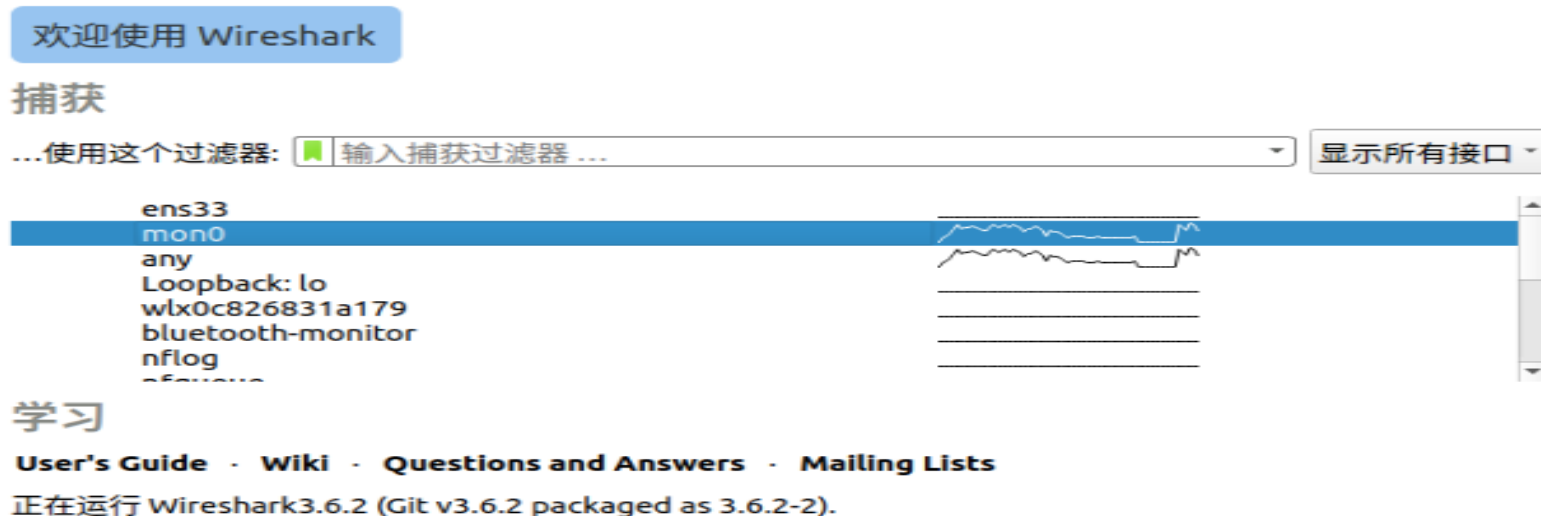 欢迎使用 Wireshark
捕获
…使用这个过滤器: 输入捕获过滤器 … 显示所有接口
ens33
mon0
any
Loopback: lo
wlx0c826831a179
bluetooth-monitor
nflog
学习
User's Guide · Wiki · Questions and Answers · Mailing Lists
正在运行 Wireshark3.6.2 (Git v3.6.2 packaged as 3.6.2-2).